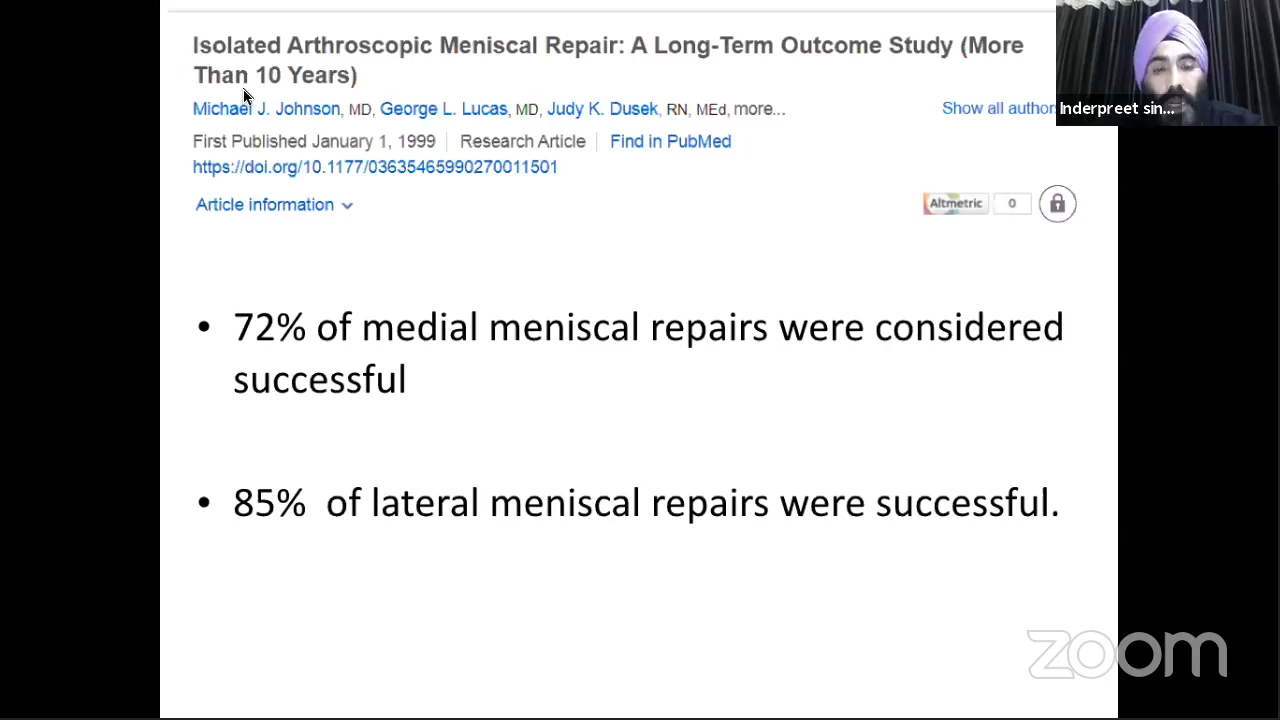 Isolated Arthroscopic Meniscal Repair: A Long-Term Outcome Study (More
Than 10 Years)
Michael J. Johnson, MD, George L. Lucas, MD, Judy K. Dusek, RN, MEd, more...
Show all author
Inderpreet sin...
First Published January 1, 1999 Research Article Find in PubMed
https://doi.org/10.1177/03635465990270011501
Article information
Altmetric 0
• 72% of medial meniscal repairs were considered
successful
• 85% of lateral meniscal repairs were successful.
zoom